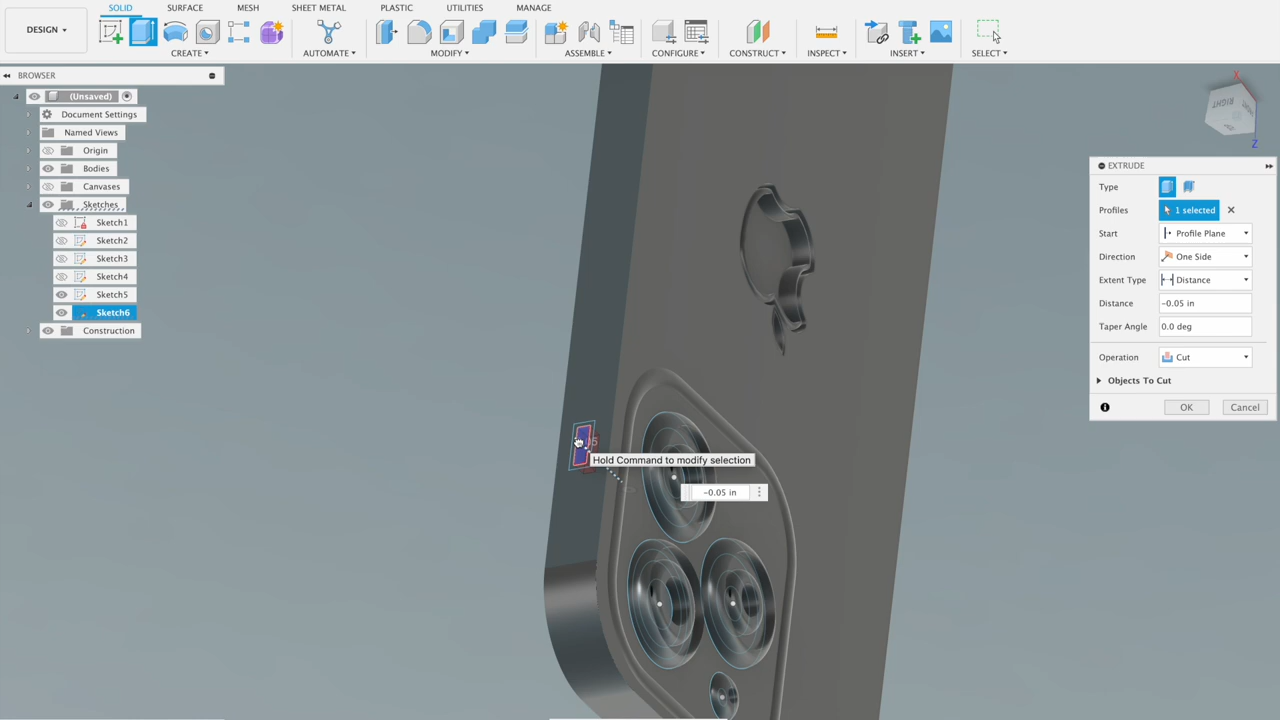 SOLID SURFACE MESH SHEET METAL PLASTIC UTILITIES MANAGE
DESIGN
CREATE AUTOMATE MODIFY ASSEMBLE CONFIGURE CONSTRUCT INSPECT INSERT SELECT
BROWSER
(Unsaved)
Document Settings
Named Views
Origin
Bodies
Canvases
Sketches
Sketch1
Sketch2
Sketch3
Sketch4
Sketch5
Sketch6
Construction
X
RIGHT
Z
Hold Command to modify selection
-0.05 in
EXTRUDE
Type
Profiles 1 selected
Start Profile Plane
Direction One Side
Extent Type Distance
Distance -0.05 in
Taper Angle 0.0 deg
Operation Cut
Objects To Cut
OK Cancel